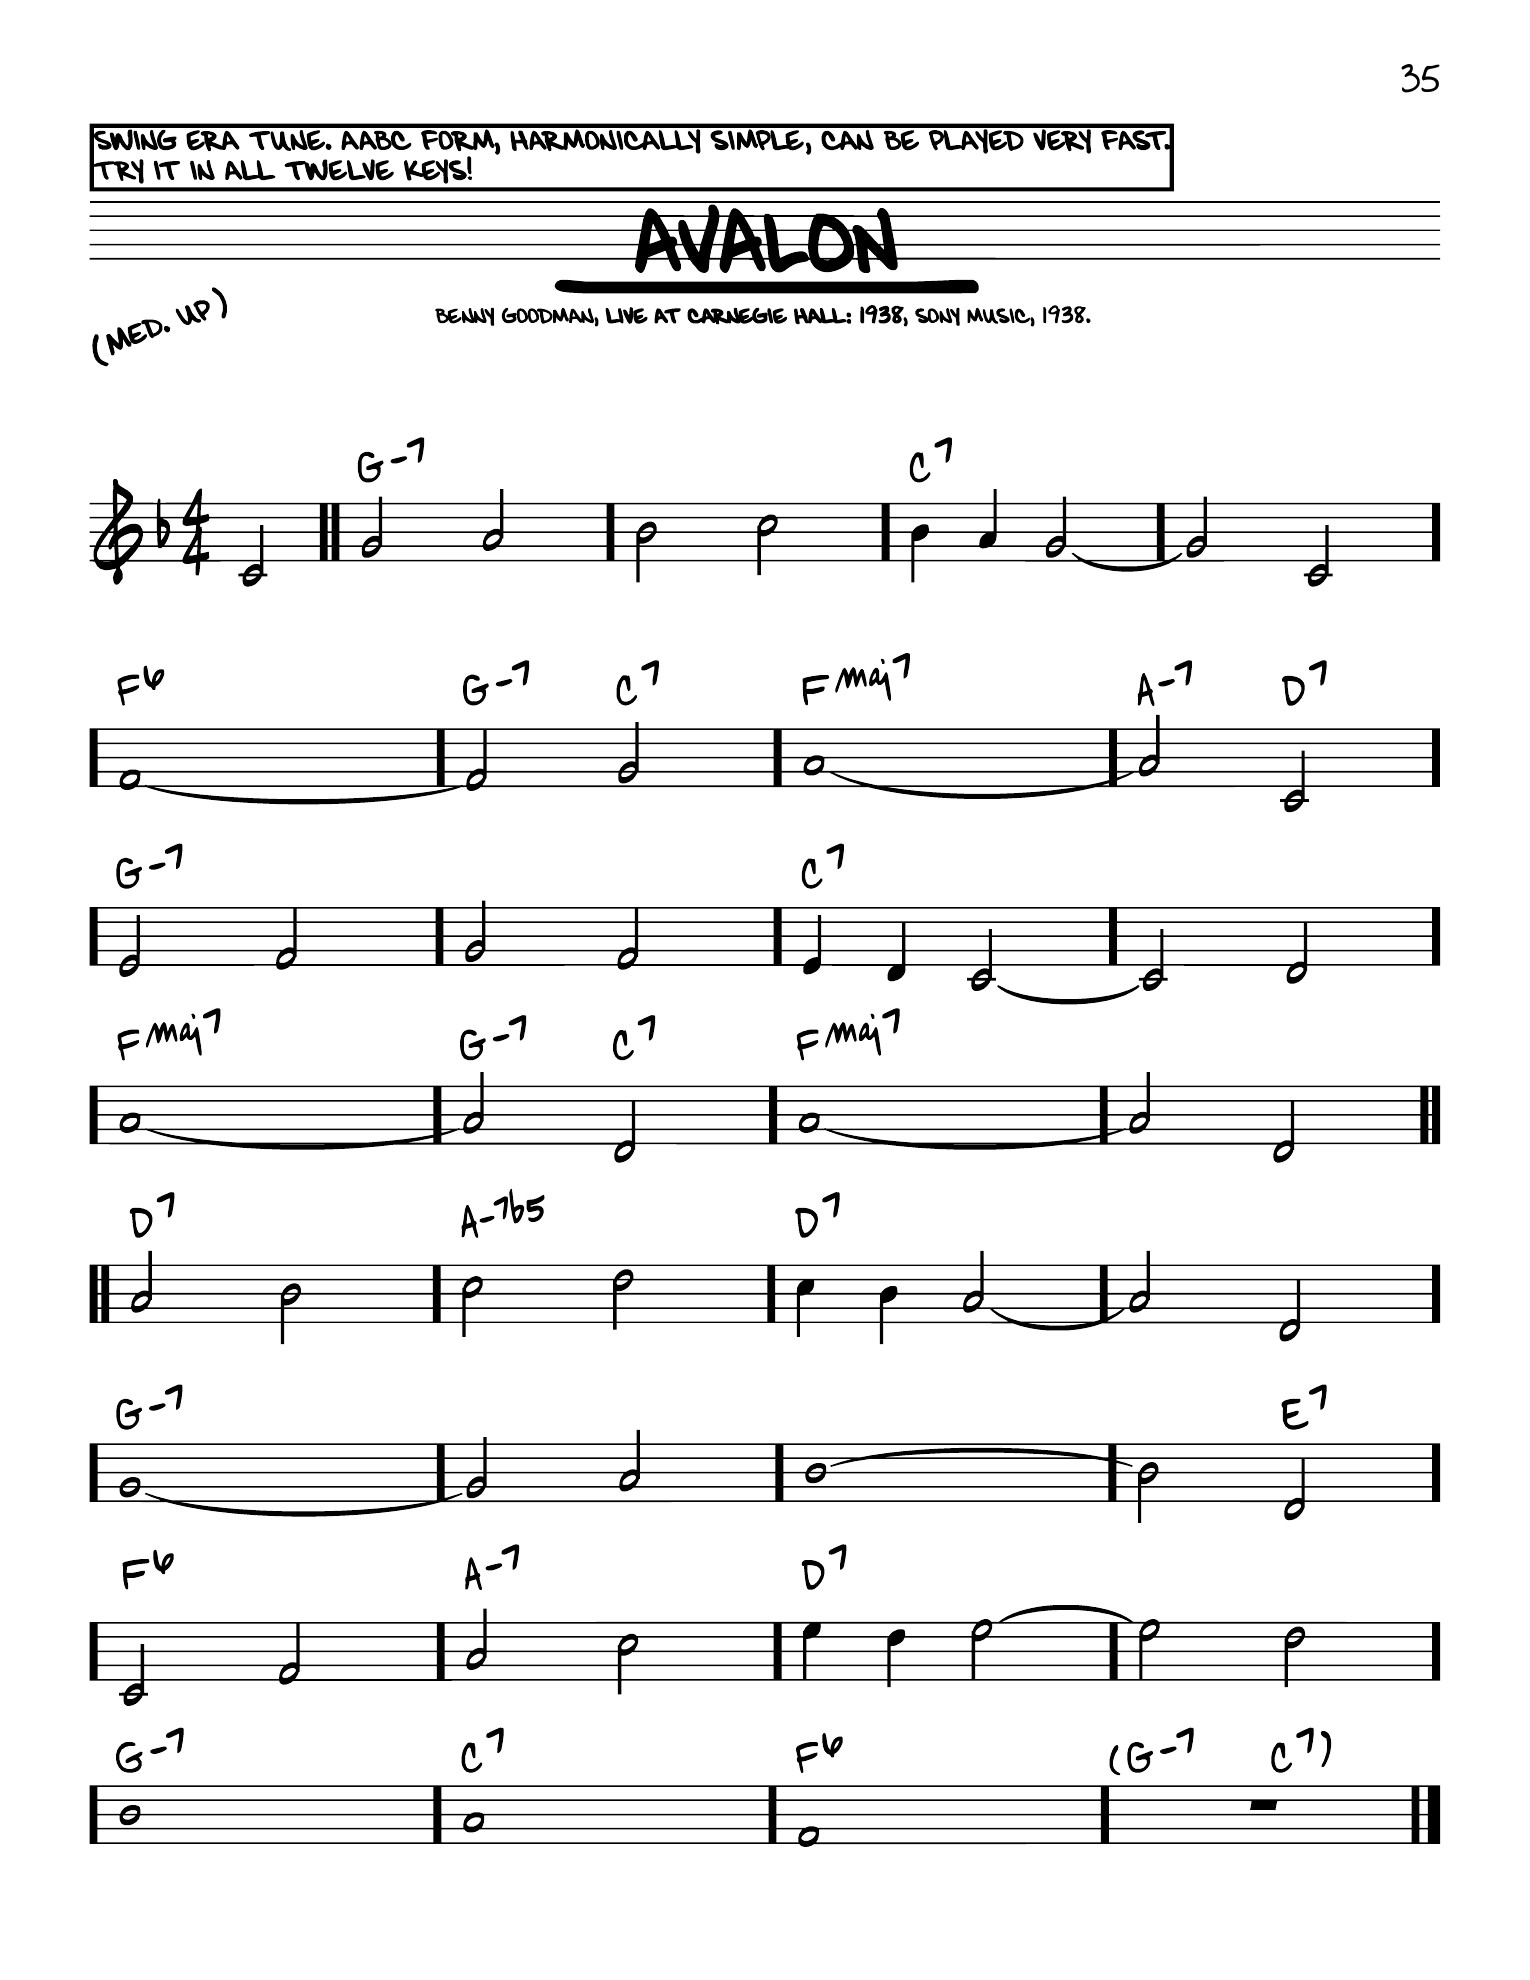 35
SWING ERA TUNE. AABC FORM, HARMONICALLY SIMPLE, CAN BE PLAYED VERY FAST.
TRY IT IN ALL TWELVE KEYS!
AVALON
(MED. UP)
BENNY GOODMAN, LIVE AT CARNEGIE HALL: 1938, SONY MUSIC, 1938.
G-7 C7
4
4
F6 G-7 C7 Fmaj7 A-7 D7
G-7 C7
Fmaj7 G-7 C7 Fmaj7
D7 A-7b5 D7
G-7 E7
F6 A-7 D7
G-7 C7 F6 (G-7 C7)